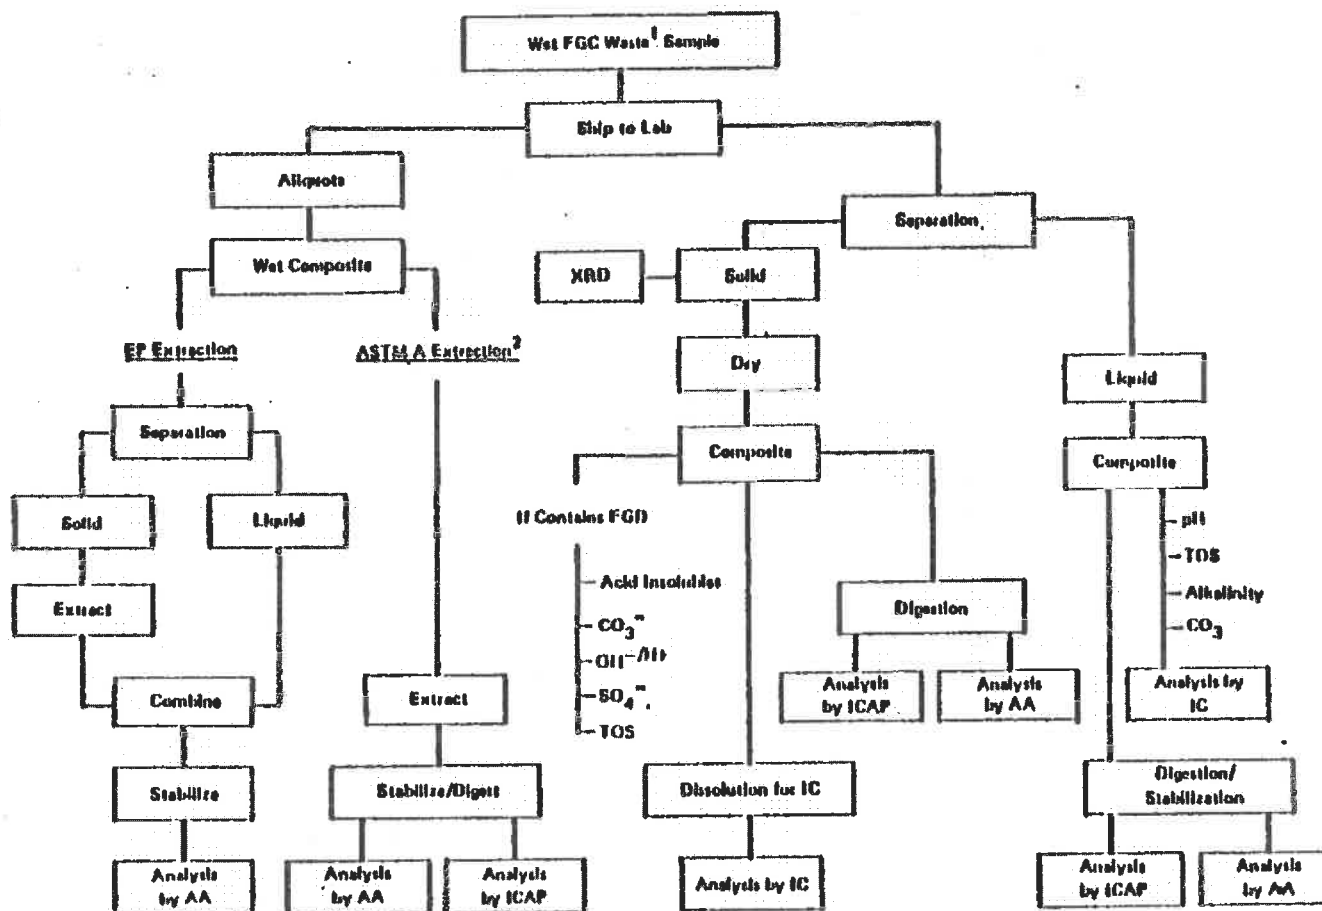 Wet FGC Waste¹ Sample
Ship to Lab
Aliquots
Separation
Wet Composite
XRD
Solid
EP Extraction
ASTM A Extraction²
Dry
Liquid
Separation
Composite
Composite
Solid
Liquid
If Contains FGD
pH
TOS
Acid Insolubles
Alkalinity
Extract
Digestion
CO₃⁼
CO₃
OH⁻/H+
Combine
Extract
SO₄⁼
Analysis
by ICAP
Analysis
by AA
Analysis by
IC
TOS
Stabilize
Stabilize/Digest
Dissolution for IC
Digestion/
Stabilization
Analysis
by AA
Analysis
by AA
Analysis
by ICAP
Analysis by IC
Analysis
by ICAP
Analysis
by AA